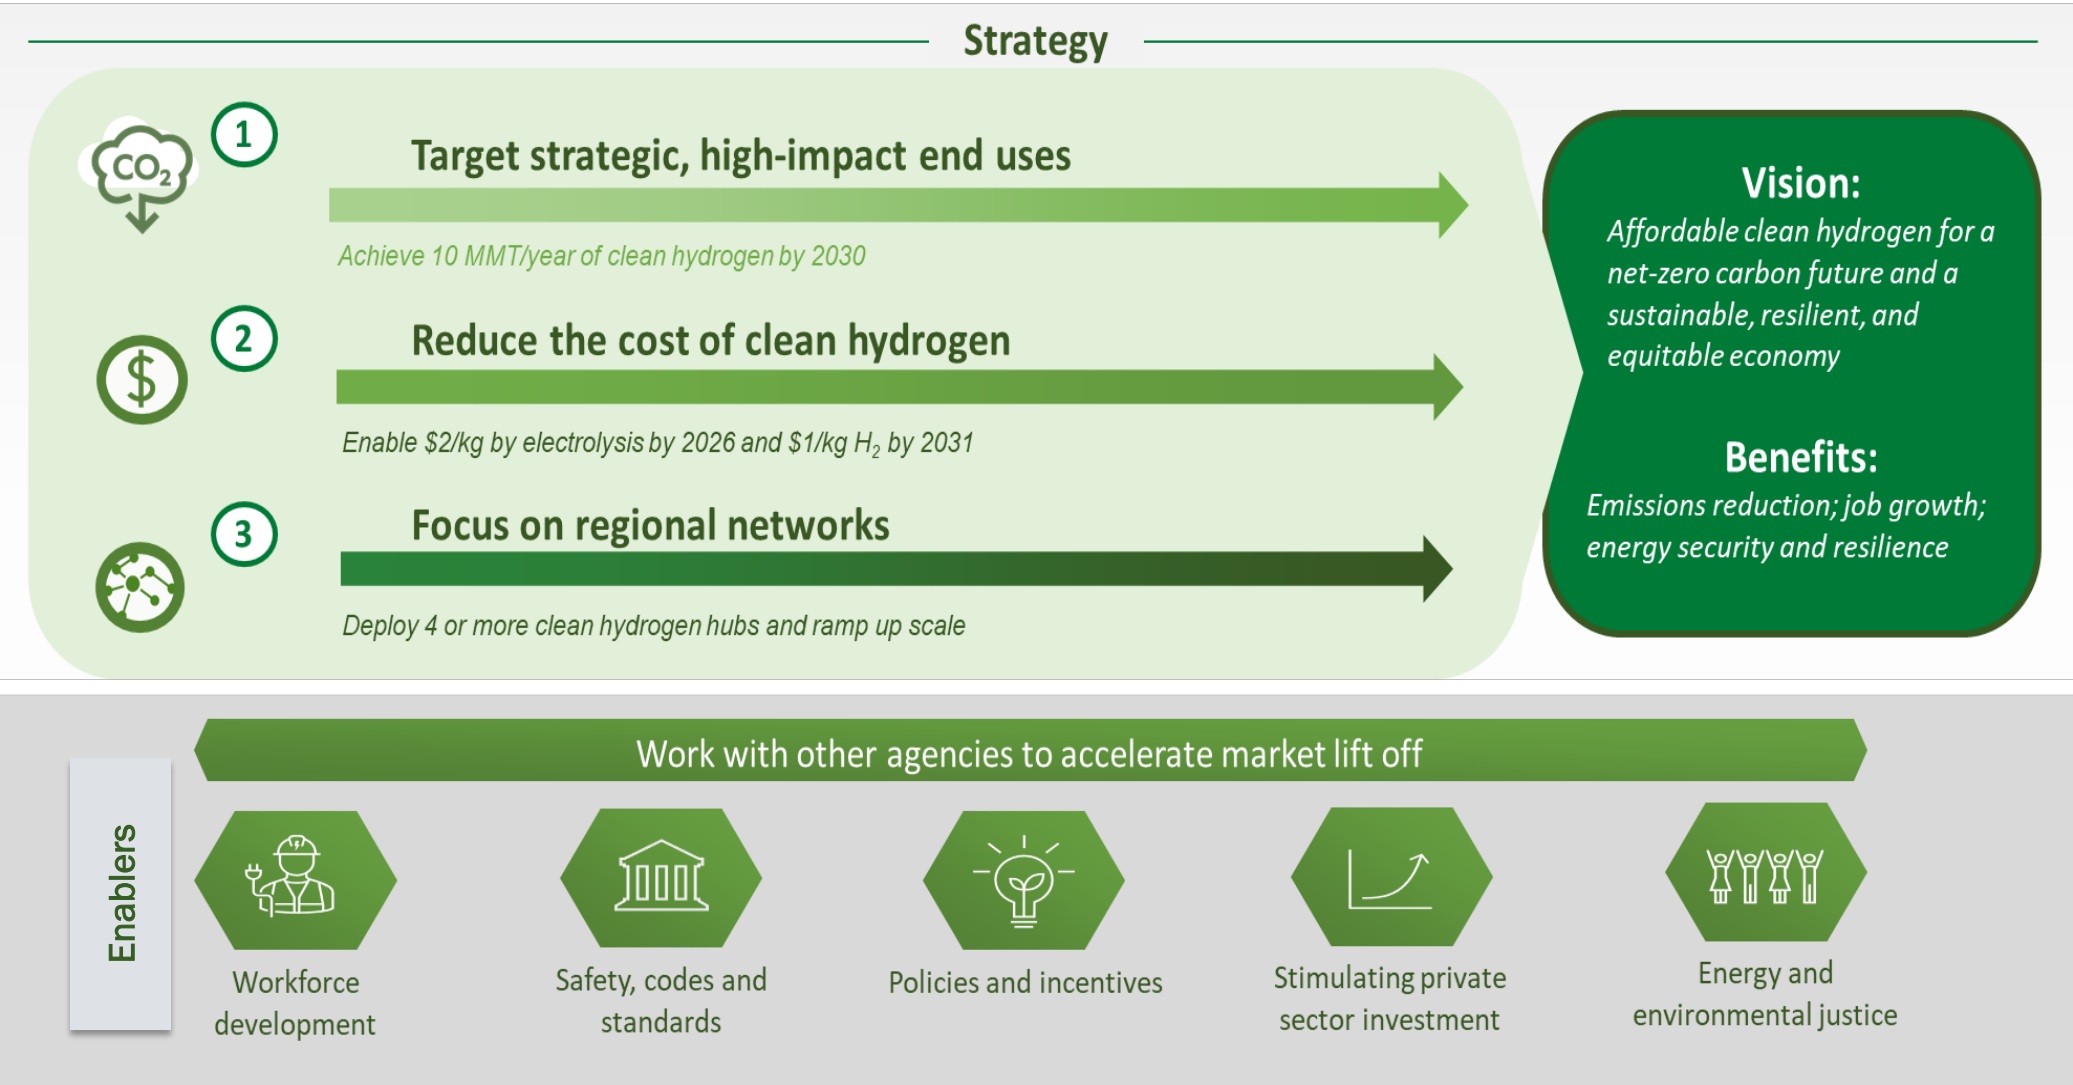 Strategy
CO2
1
Target strategic, high-impact end uses
Achieve 10 MMT/year of clean hydrogen by 2030
$
2
Reduce the cost of clean hydrogen
Enable $2/kg by electrolysis by 2026 and $1/kg H2 by 2031
3
Focus on regional networks
Deploy 4 or more clean hydrogen hubs and ramp up scale
Vision:
Affordable clean hydrogen for a
net-zero carbon future and a
sustainable, resilient, and
equitable economy
Benefits:
Emissions reduction; job growth;
energy security and resilience
Enablers
Work with other agencies to accelerate market lift off
Workforce
development
Safety, codes and
standards
Policies and incentives
Stimulating private
sector investment
Energy and
environmental justice